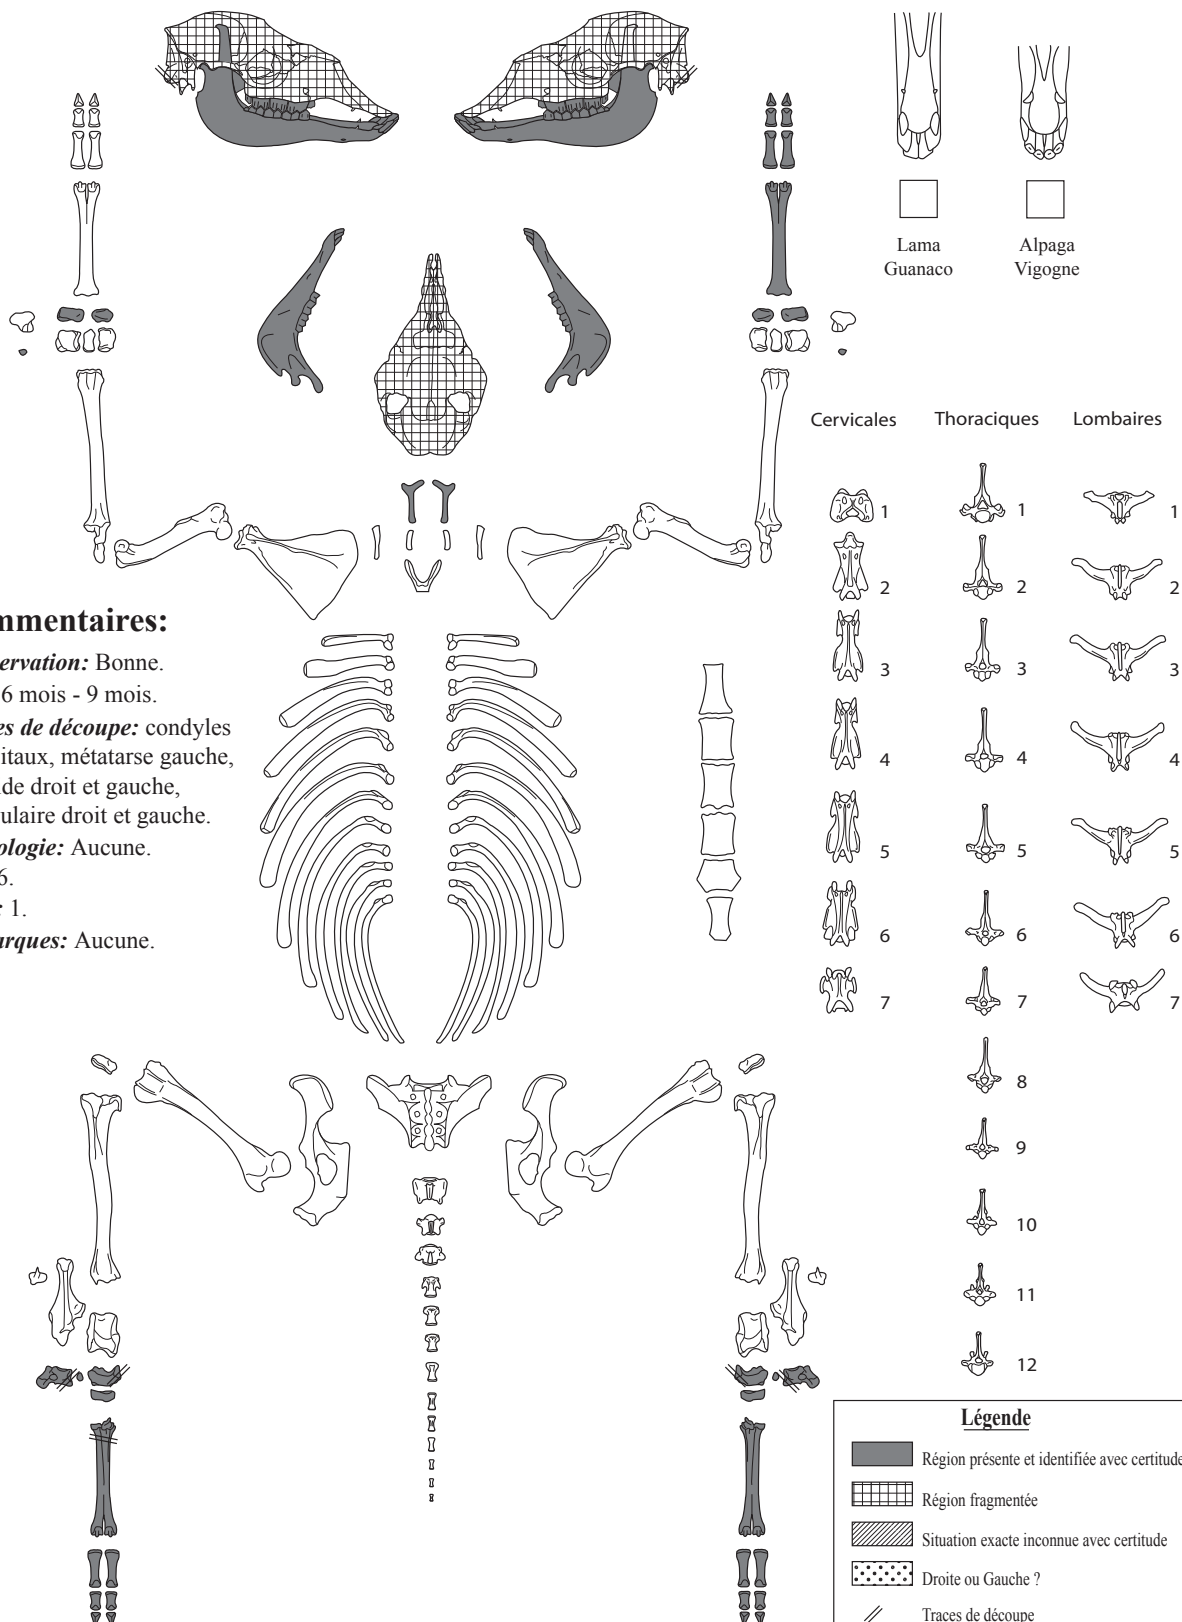 Lama
Guanaco
Alpaga
Vigogne
Cervicales
Thoraciques
Lombaires
1
2
3
4
5
6
7
1
2
3
4
5
6
7
8
9
10
11
12
1
2
3
4
5
6
7
mmentaires:
ervation: Bonne.
6 mois - 9 mois.
es de découpe: condyles
itaux, métatarse gauche,
de droit et gauche,
ulaire droit et gauche.
ologie: Aucune.
6.
: 1.
arques: Aucune.
Légende
Région présente et identifiée avec certitude
Région fragmentée
Situation exacte inconnue avec certitude
Droite ou Gauche ?
Traces de découpe